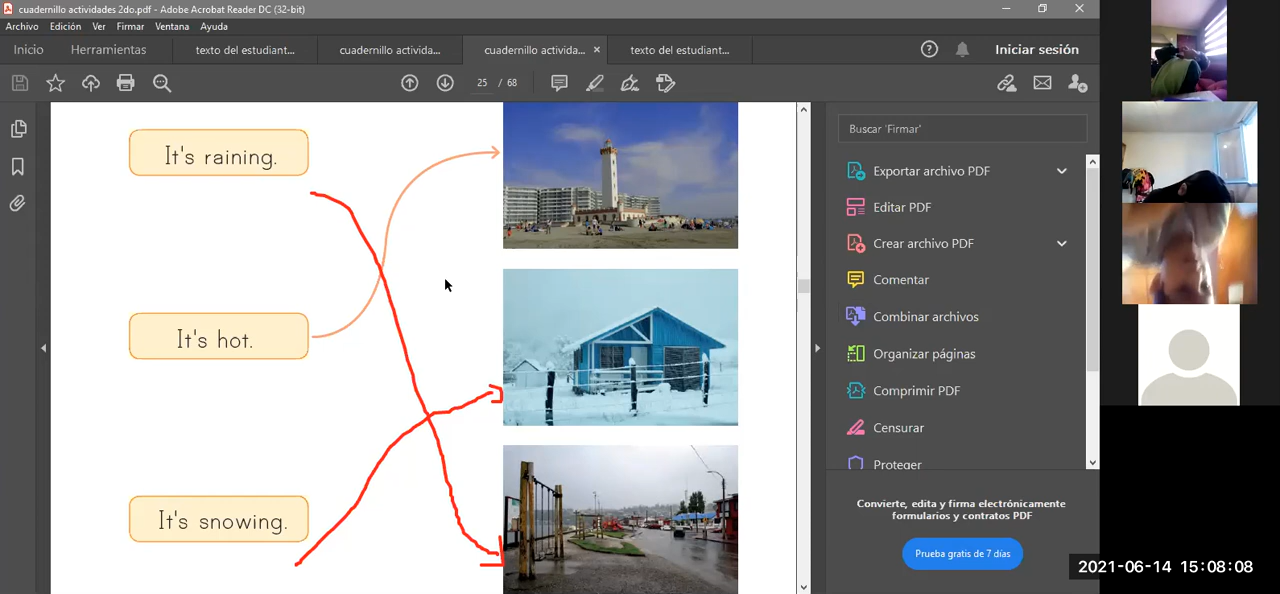 cuadernillo actividades 2do.pdf - Adobe Acrobat Reader DC (32-bit)
Archivo Edición Ver Firmar Ventana Ayuda
Inicio Herramientas texto del estudiant... cuadernillo activida... cuadernillo activida... × texto del estudiant... Iniciar sesión
25 / 68
It's raining.
It's hot.
It's snowing.
Buscar 'Firmar'
Exportar archivo PDF
Editar PDF
Crear archivo PDF
Comentar
Combinar archivos
Organizar páginas
Comprimir PDF
Censurar
Proteger
Convierte, edita y firma electrónicamente
formularios y contratos PDF
Prueba gratis de 7 días
2021-06-14 15:08:08